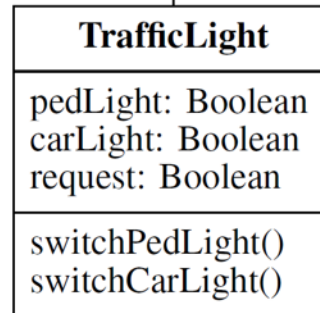 TrafficLight
pedLight: Boolean
carLight: Boolean
request: Boolean
switchPedLight()
switchCarLight()